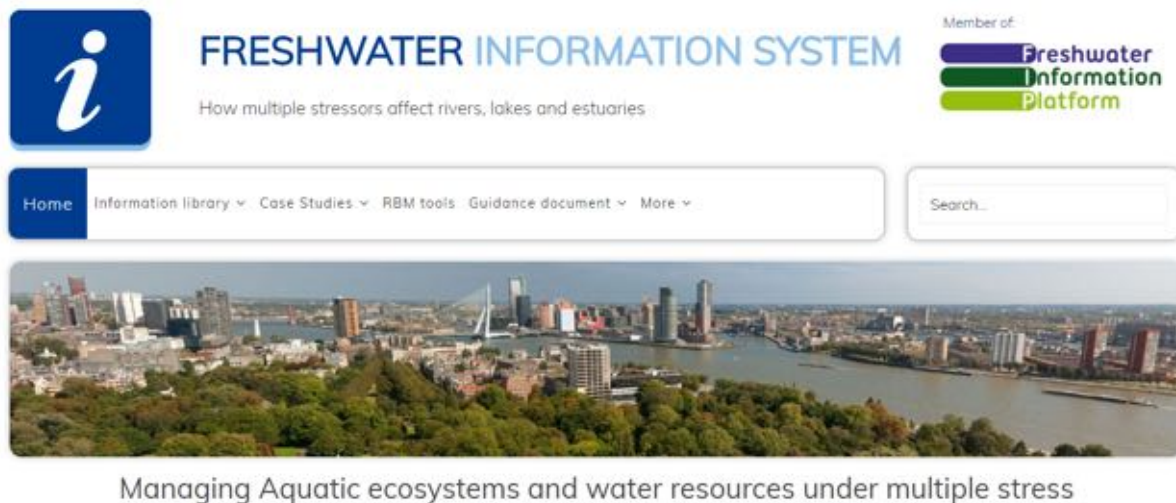 i
FRESHWATER INFORMATION SYSTEM
How multiple stressors affect rivers, lakes and estuaries
Member of:
Freshwater
Information
Platform
Home Information library Case Studies RBM tools Guidance document More
Search...
Managing Aquatic ecosystems and water resources under multiple stress